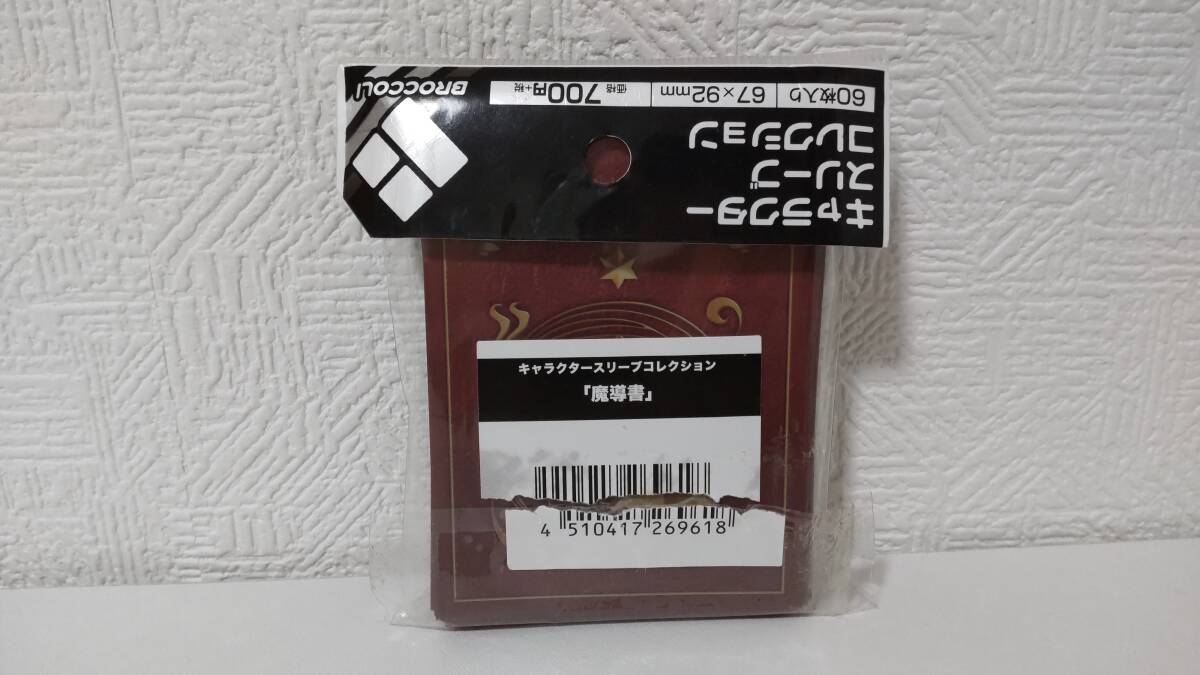 キャラクター
スリーブ
コレクション
60枚入り 67×92mm 価格 700円+税
BROCCOLI
キャラクタースリーブコレクション
「魔導書」
4 510417 269618